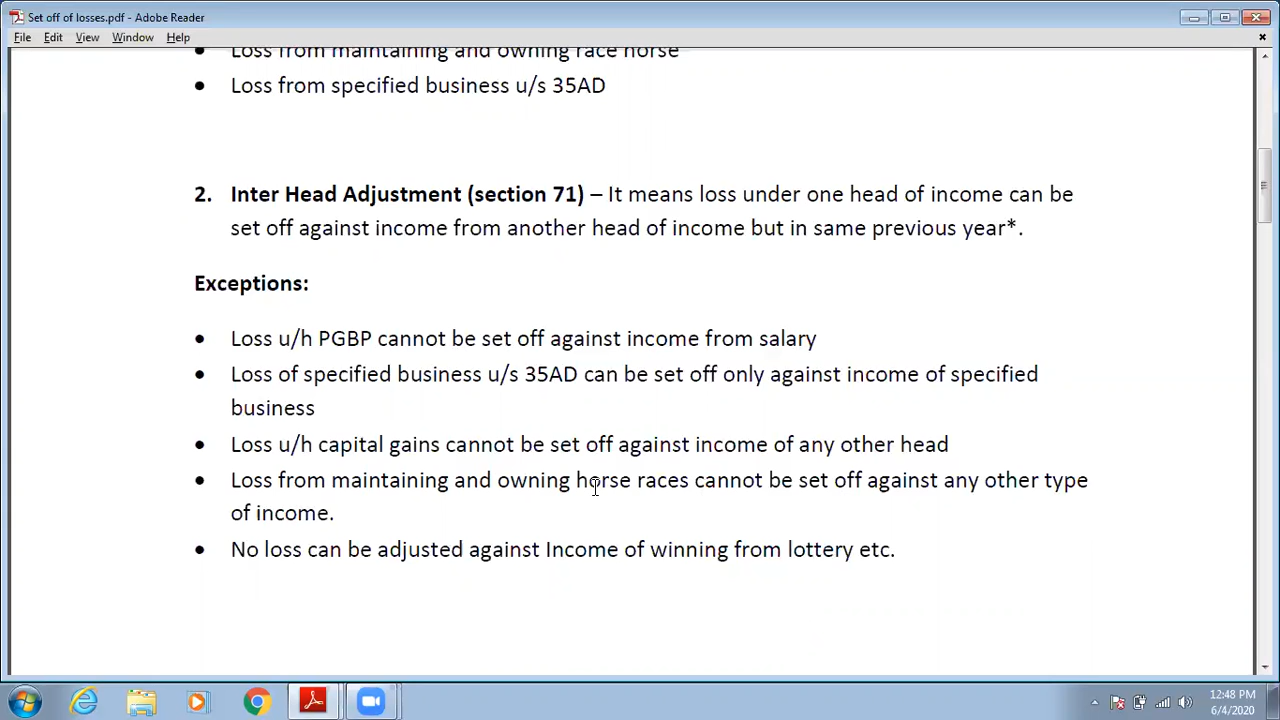 Set off of losses.pdf - Adobe Reader
File Edit View Window Help
• Loss from maintaining and owning race horse
• Loss from specified business u/s 35AD
2. Inter Head Adjustment (section 71) – It means loss under one head of income can be
set off against income from another head of income but in same previous year*.
Exceptions:
• Loss u/h PGBP cannot be set off against income from salary
• Loss of specified business u/s 35AD can be set off only against income of specified
business
• Loss u/h capital gains cannot be set off against income of any other head
• Loss from maintaining and owning horse races cannot be set off against any other type
of income.
• No loss can be adjusted against Income of winning from lottery etc.
12:48 PM
6/4/2020